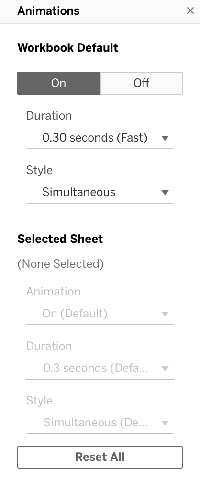 Animations
Workbook Default
On Off
Duration
0.30 seconds (Fast)
Style
Simultaneous
Selected Sheet
(None Selected)
Animation
On (Default)
Duration
0.3 seconds (Defa...
Style
Simultaneous (De...
Reset All